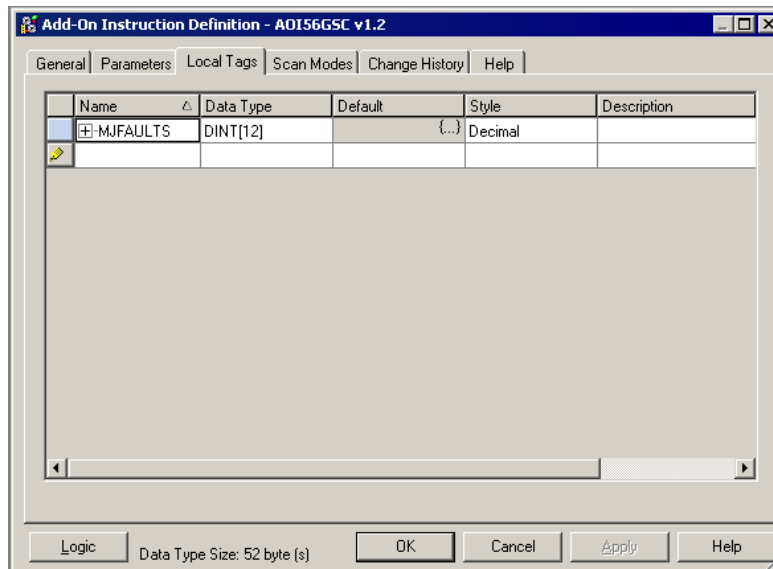 Add-On Instruction Definition - AOI56GSC v1.2
General Parameters Local Tags Scan Modes Change History Help
Name Data Type Default Style Description
MJFAULTS DINT[12] {...} Decimal
Logic Data Type Size: 52 byte (s) OK Cancel Apply Help